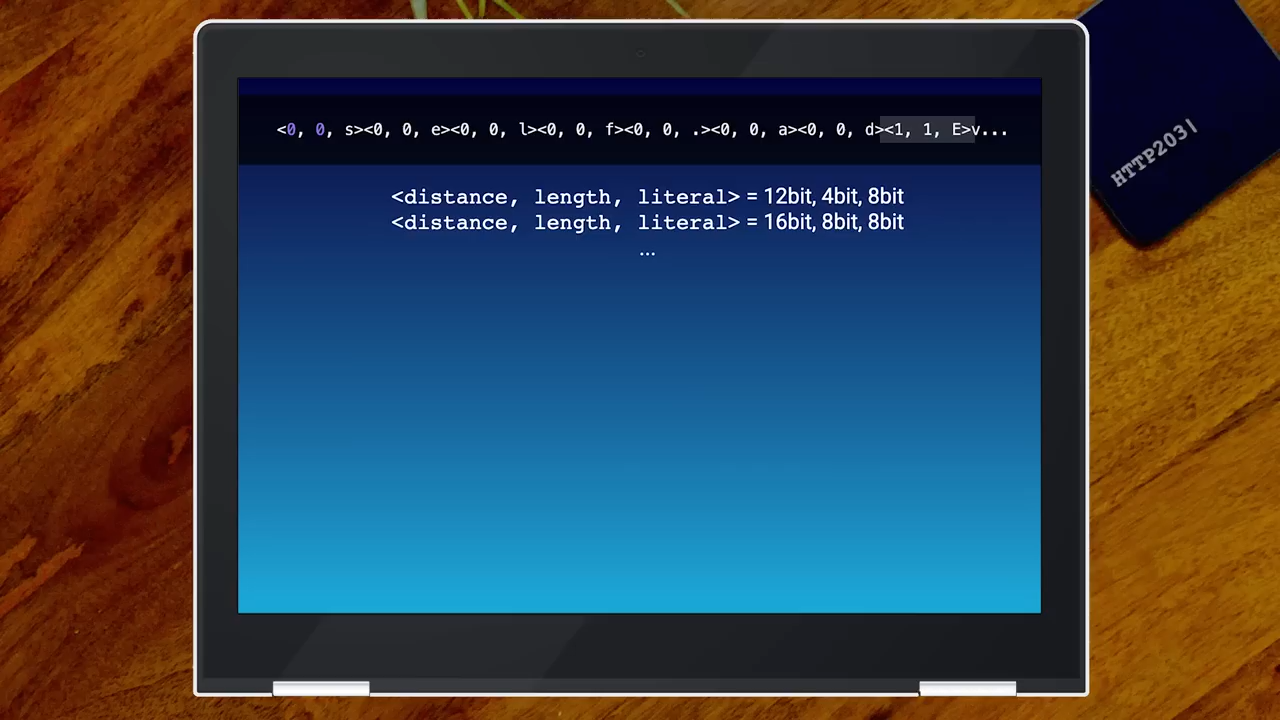 <0, 0, s><0, 0, e><0, 0, l><0, 0, f><0, 0, .><0, 0, a><0, 0, d><1, 1, E>v...
<distance, length, literal> = 12bit, 4bit, 8bit
<distance, length, literal> = 16bit, 8bit, 8bit
...
HTTP203|